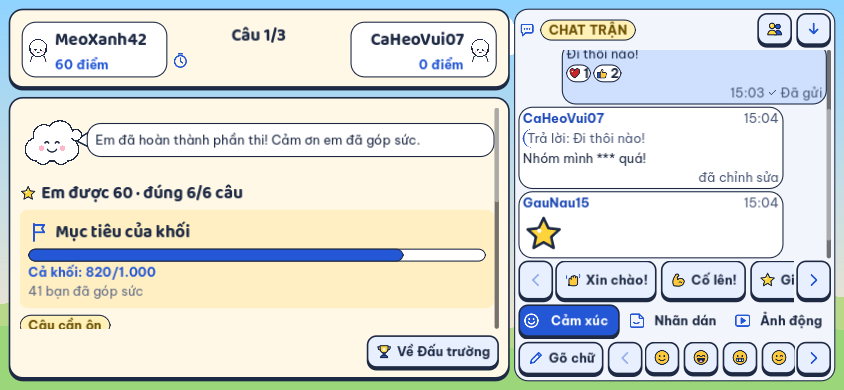 MeoXanh42
60 điểm
Câu 1/3
CaHeoVui07
0 điểm
Em đã hoàn thành phần thi! Cảm ơn em đã góp sức.
Em được 60 · đúng 6/6 câu
Mục tiêu của khối
Cả khối: 820/1.000
41 bạn đã góp sức
Câu cần ôn
Về Đấu trường
CHAT TRẬN
Đi thôi nào!
1 2
15:03 ✓ Đã gửi
CaHeoVui07 15:04
Trả lời: Đi thôi nào!
Nhóm mình *** quá!
đã chỉnh sửa
GauNau15 15:04
Xin chào! Cố lên! Gi
Cảm xúc Nhãn dán Ảnh động
Gõ chữ